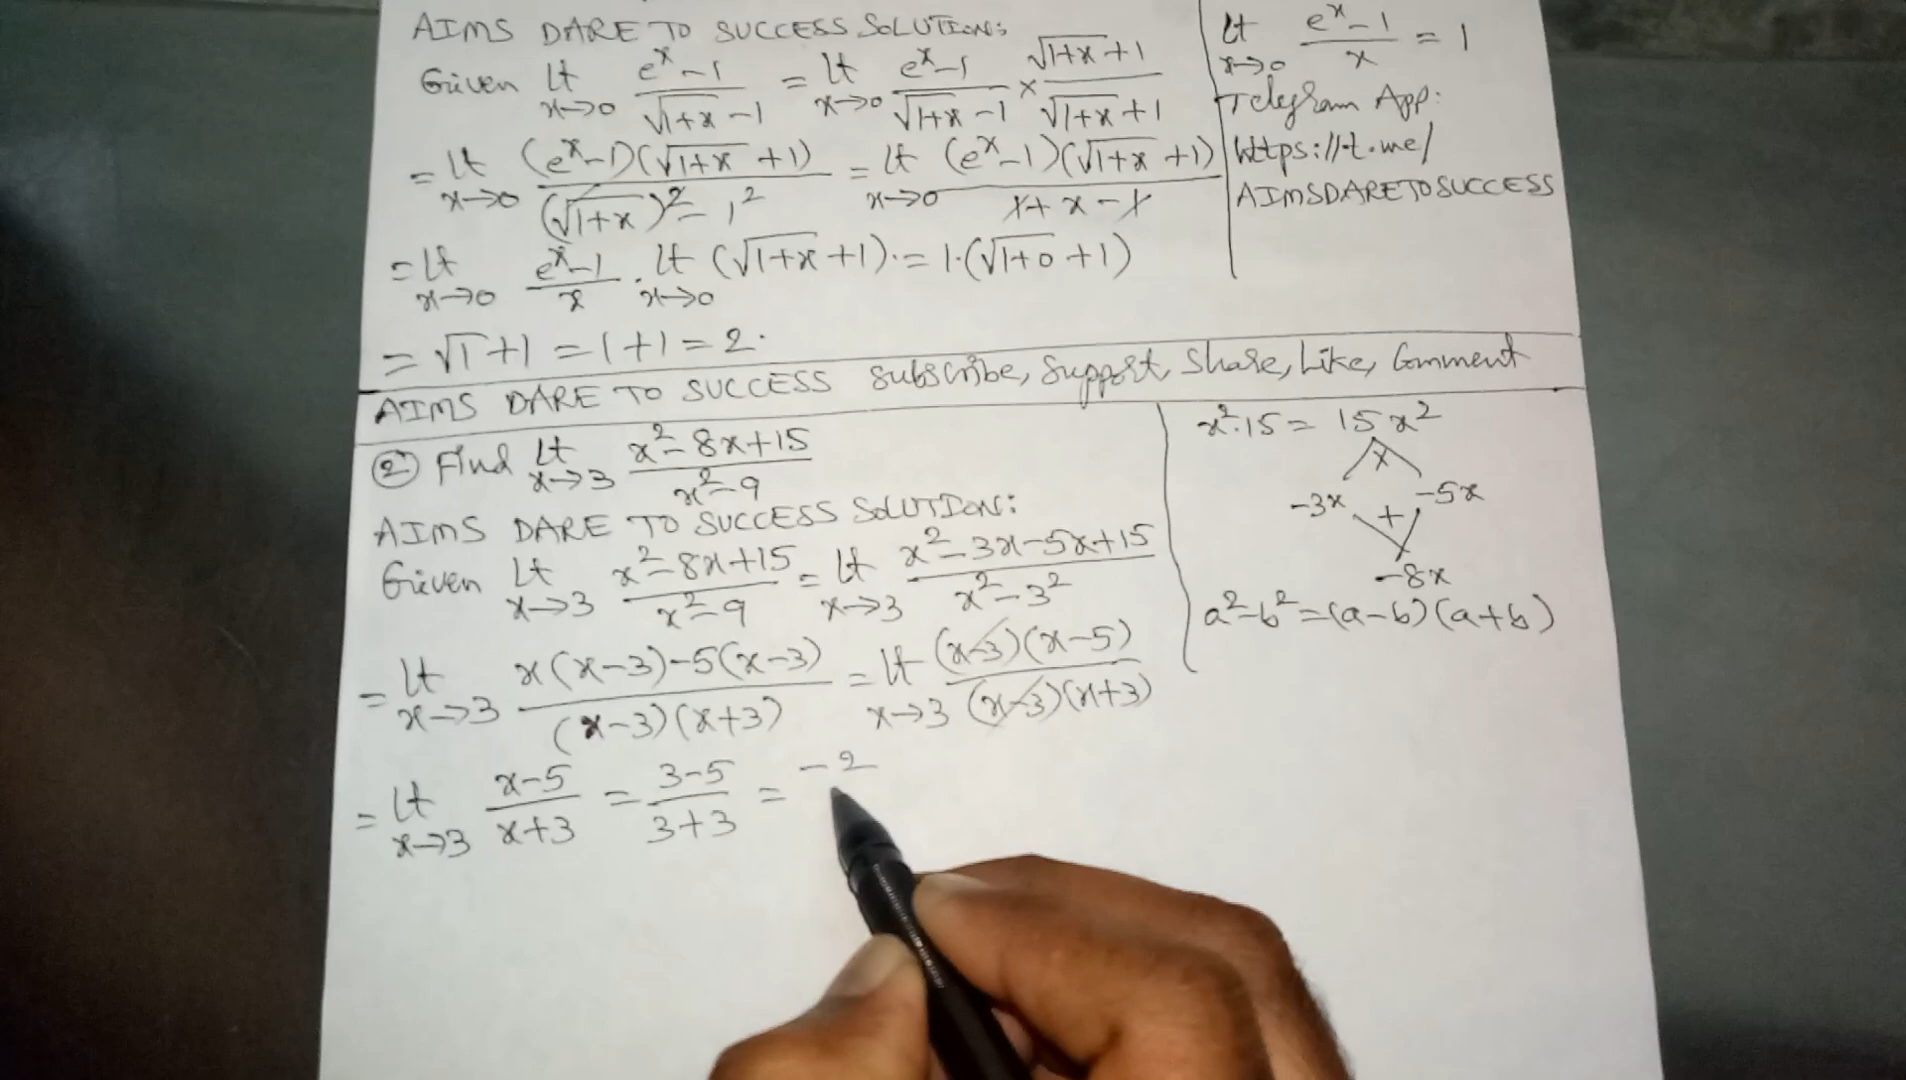 AIMS DARE TO SUCCESS SOLUTION:
Given lt x→0 (e^x-1)/(√(1+x)-1) = lt x→0 (e^x-1)/(√(1+x)-1) × (√(1+x)+1)/(√(1+x)+1)
= lt x→0 (e^x-1)(√(1+x)+1)/((√(1+x))²-1²) = lt x→0 (e^x-1)(√(1+x)+1)/(1+x-1)
= lt x→0 (e^x-1)/x . lt x→0 (√(1+x)+1) . = 1.(√(1+0)+1)
= √1+1 = 1+1 = 2.
lt x→0 (e^x-1)/x = 1
Telegram App:
https://t.me/
AIMSDARETOSUCCESS
AIMS DARE TO SUCCESS Subscribe, Support, Share, Like, Comment
② Find lt x→3 (x²-8x+15)/(x²-9)
AIMS DARE TO SUCCESS SOLUTION:
Given lt x→3 (x²-8x+15)/(x²-9) = lt x→3 (x²-3x-5x+15)/(x²-3²)
= lt x→3 (x(x-3)-5(x-3))/((x-3)(x+3)) = lt x→3 ((x-3)(x-5))/((x-3)(x+3))
= lt x→3 (x-5)/(x+3) = (3-5)/(3+3) = -2
x².15 = 15x²
×
-3x + -5x
-8x
a²-b²=(a-b)(a+b)